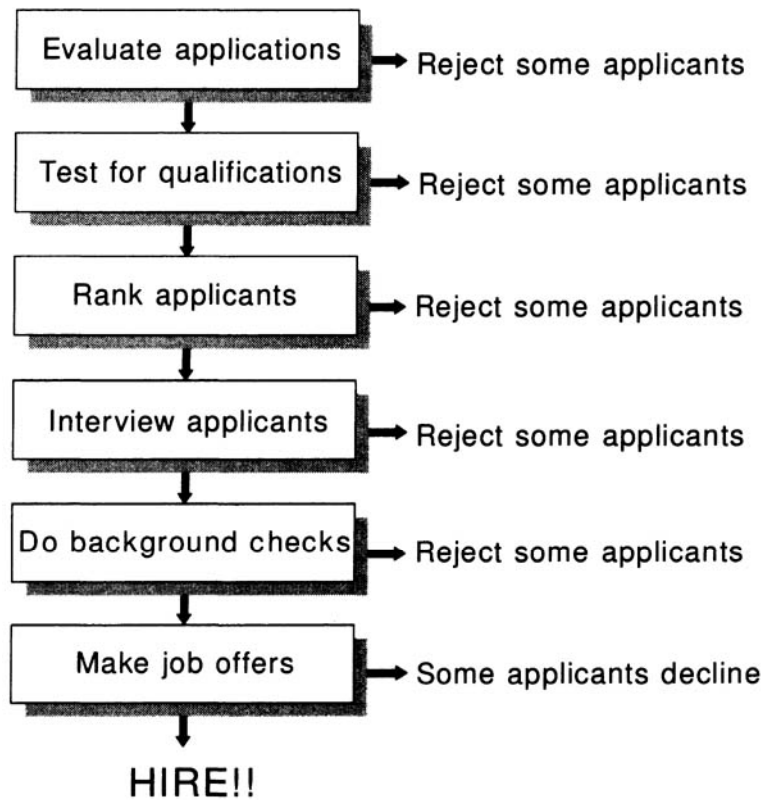 Evaluate applications
Reject some applicants
Test for qualifications
Reject some applicants
Rank applicants
Reject some applicants
Interview applicants
Reject some applicants
Do background checks
Reject some applicants
Make job offers
Some applicants decline
HIRE!!